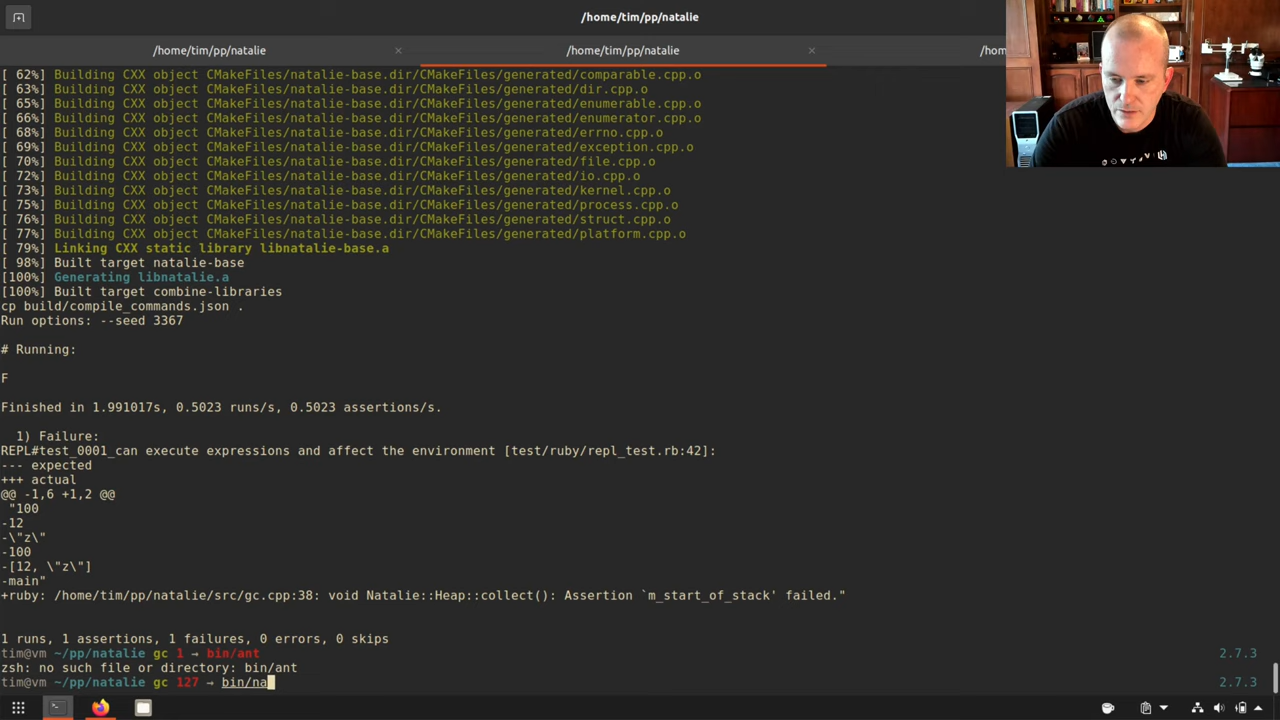 /home/tim/pp/natalie
/home/tim/pp/natalie × /home/tim/pp/natalie × /hom
[ 62%] Building CXX object CMakeFiles/natalie-base.dir/CMakeFiles/generated/comparable.cpp.o
[ 63%] Building CXX object CMakeFiles/natalie-base.dir/CMakeFiles/generated/dir.cpp.o
[ 65%] Building CXX object CMakeFiles/natalie-base.dir/CMakeFiles/generated/enumerable.cpp.o
[ 66%] Building CXX object CMakeFiles/natalie-base.dir/CMakeFiles/generated/enumerator.cpp.o
[ 68%] Building CXX object CMakeFiles/natalie-base.dir/CMakeFiles/generated/errno.cpp.o
[ 69%] Building CXX object CMakeFiles/natalie-base.dir/CMakeFiles/generated/exception.cpp.o
[ 70%] Building CXX object CMakeFiles/natalie-base.dir/CMakeFiles/generated/file.cpp.o
[ 72%] Building CXX object CMakeFiles/natalie-base.dir/CMakeFiles/generated/io.cpp.o
[ 73%] Building CXX object CMakeFiles/natalie-base.dir/CMakeFiles/generated/kernel.cpp.o
[ 75%] Building CXX object CMakeFiles/natalie-base.dir/CMakeFiles/generated/process.cpp.o
[ 76%] Building CXX object CMakeFiles/natalie-base.dir/CMakeFiles/generated/struct.cpp.o
[ 77%] Building CXX object CMakeFiles/natalie-base.dir/CMakeFiles/generated/platform.cpp.o
[ 79%] Linking CXX static library libnatalie-base.a
[ 98%] Built target natalie-base
[100%] Generating libnatalie.a
[100%] Built target combine-libraries
cp build/compile_commands.json .
Run options: --seed 3367
# Running:
F
Finished in 1.991017s, 0.5023 runs/s, 0.5023 assertions/s.
1) Failure:
REPL#test_0001_can execute expressions and affect the environment [test/ruby/repl_test.rb:42]:
--- expected
+++ actual
@@ -1,6 +1,2 @@
"100
-12
-\"z\"
-100
-[12, \"z\"]
-main"
+ruby: /home/tim/pp/natalie/src/gc.cpp:38: void Natalie::Heap::collect(): Assertion `m_start_of_stack' failed."
1 runs, 1 assertions, 1 failures, 0 errors, 0 skips
tim@vm ~/pp/natalie gc 1 → bin/ant 2.7.3
zsh: no such file or directory: bin/ant
tim@vm ~/pp/natalie gc 127 → bin/na 2.7.3